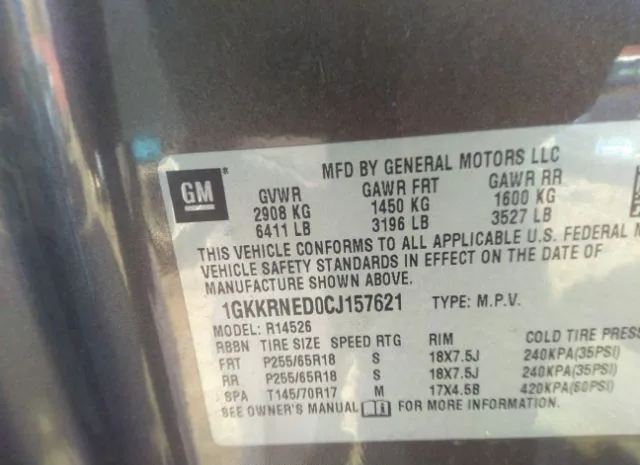 MFD BY GENERAL MOTORS LLC
GM
GVWR GAWR FRT GAWR RR
2908 KG 1450 KG 1600 KG
6411 LB 3196 LB 3527 LB
THIS VEHICLE CONFORMS TO ALL APPLICABLE U.S. FEDERAL
VEHICLE SAFETY STANDARDS IN EFFECT ON THE DATE OF
MANUFACTURE SHOWN ABOVE.
1GKKRNED0CJ157621 TYPE: M.P.V.
MODEL: R14526
RBBN TIRE SIZE SPEED RTG RIM COLD TIRE PRESS
FRT P255/65R18 S 18X7.5J 240KPA(35PSI)
RR P255/65R18 S 18X7.5J 240KPA(35PSI)
SPA T145/70R17 M 17X4.5B 420KPA(60PSI)
SEE OWNER'S MANUAL FOR MORE INFORMATION.